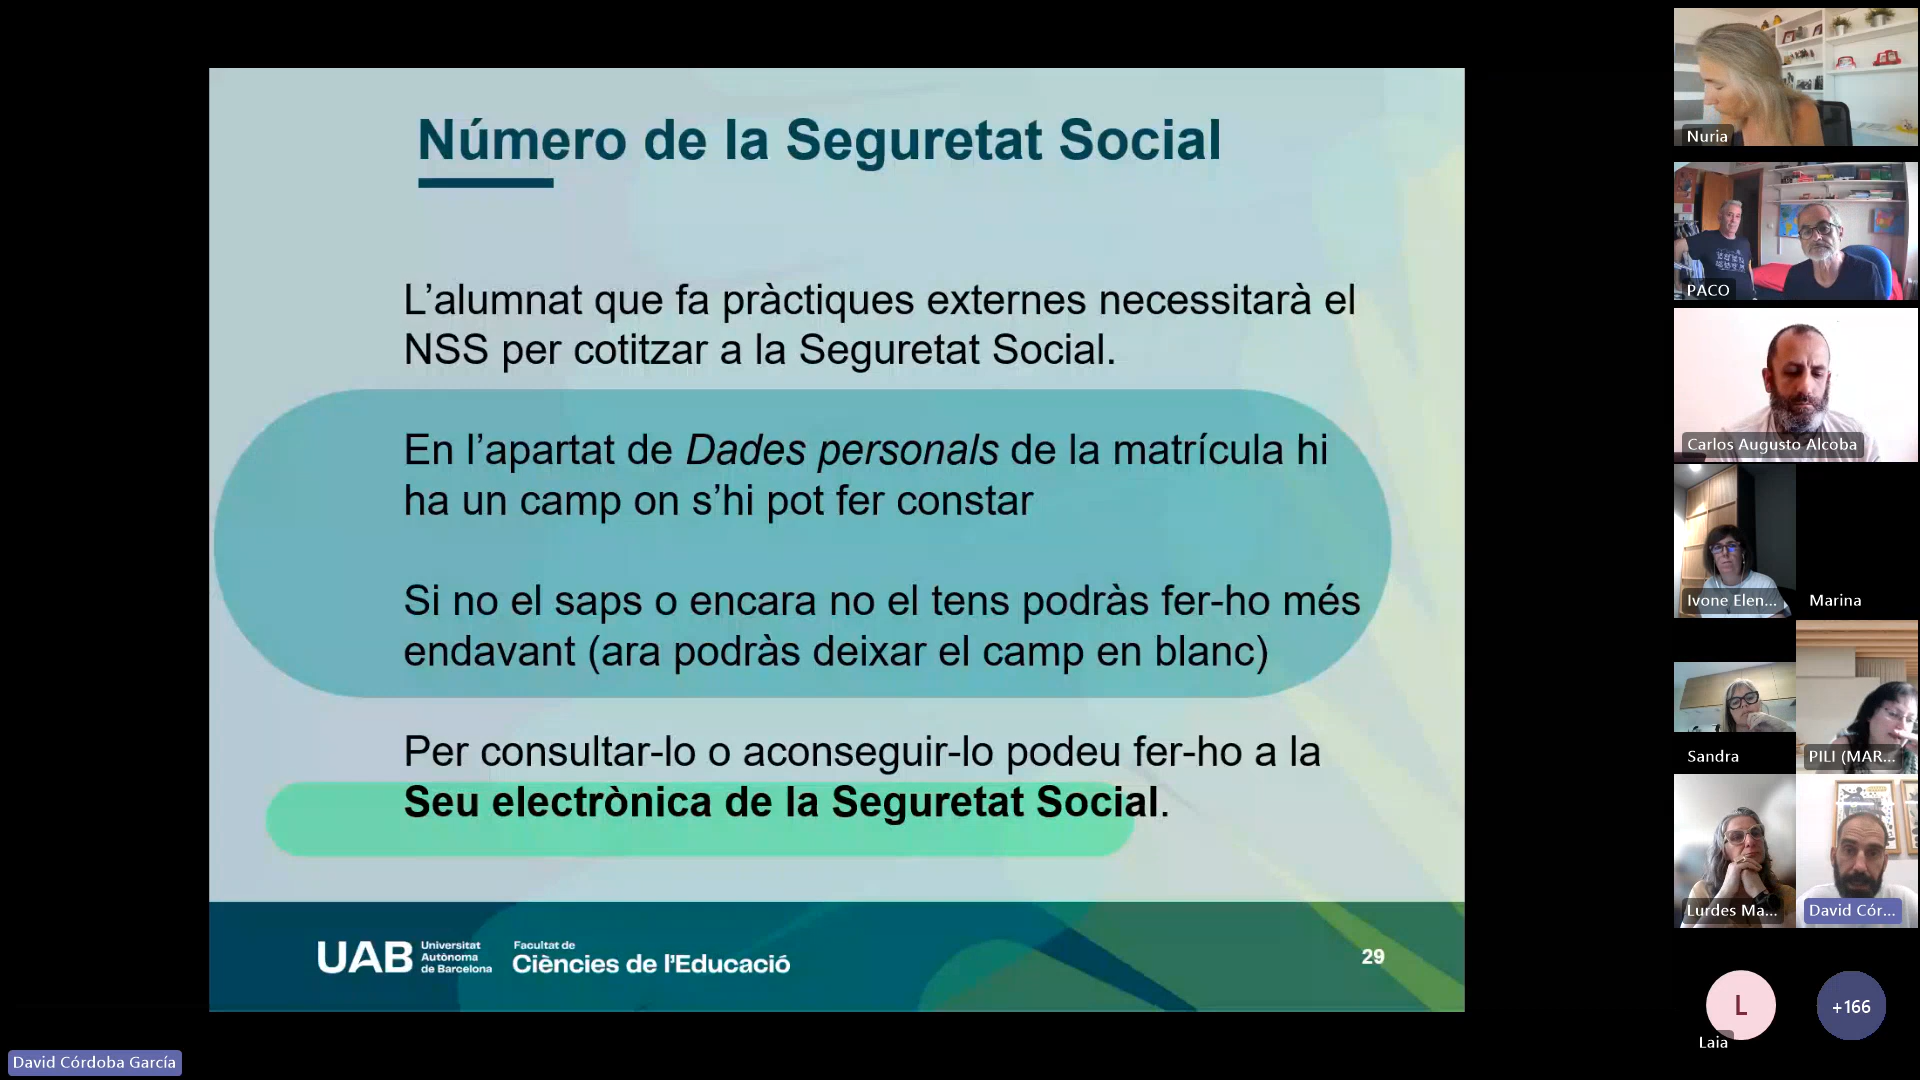 Número de la Seguretat Social
L’alumnat que fa pràctiques externes necessitarà el
NSS per cotitzar a la Seguretat Social.
En l’apartat de Dades personals de la matrícula hi
ha un camp on s’hi pot fer constar
Si no el saps o encara no el tens podràs fer-ho més
endavant (ara podràs deixar el camp en blanc)
Per consultar-lo o aconseguir-lo podeu fer-ho a la
Seu electrònica de la Seguretat Social.
UAB
Universitat
Autònoma
de Barcelona
Facultat de
Ciències de l’Educació
29
David Córdoba García
Nuria
PACO
Carlos Augusto Alcoba
Ivone Elen...
Marina
Sandra
PILI (MAR...
Lurdes Ma...
David Cór...
L
Laia
+166